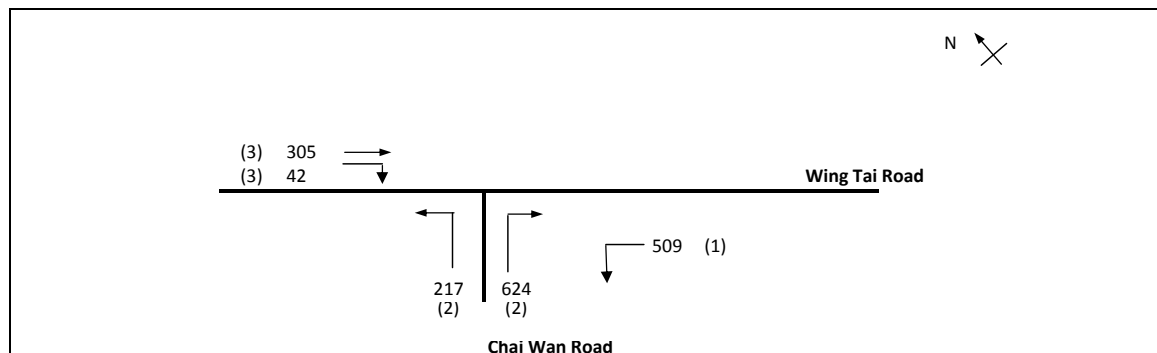 N
(3) 305
(3) 42
Wing Tai Road
509 (1)
217 624
(2) (2)
Chai Wan Road